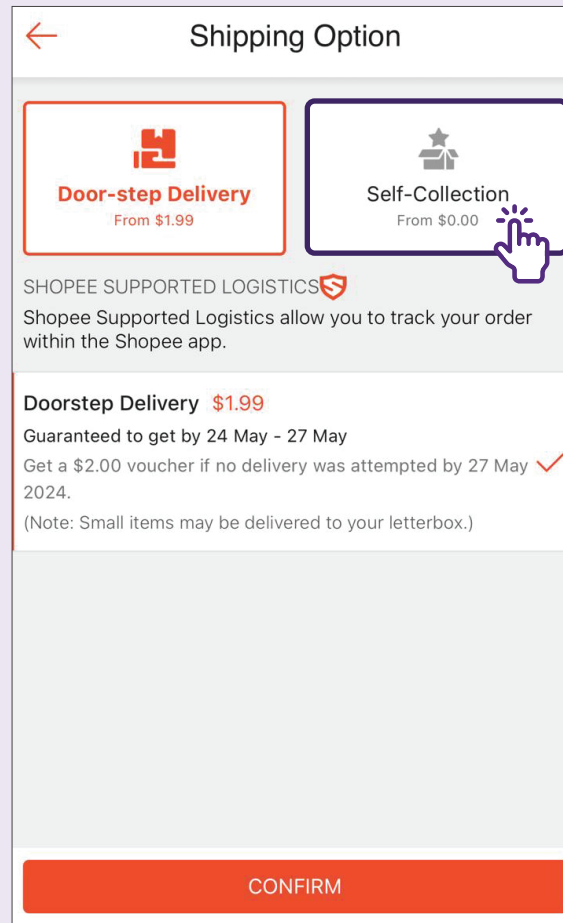 Shipping Option
Door-step Delivery
From $1.99
Self-Collection
From $0.00
SHOPEE SUPPORTED LOGISTICS
Shopee Supported Logistics allow you to track your order
within the Shopee app.
Doorstep Delivery $1.99
Guaranteed to get by 24 May - 27 May
Get a $2.00 voucher if no delivery was attempted by 27 May
2024.
(Note: Small items may be delivered to your letterbox.)
CONFIRM